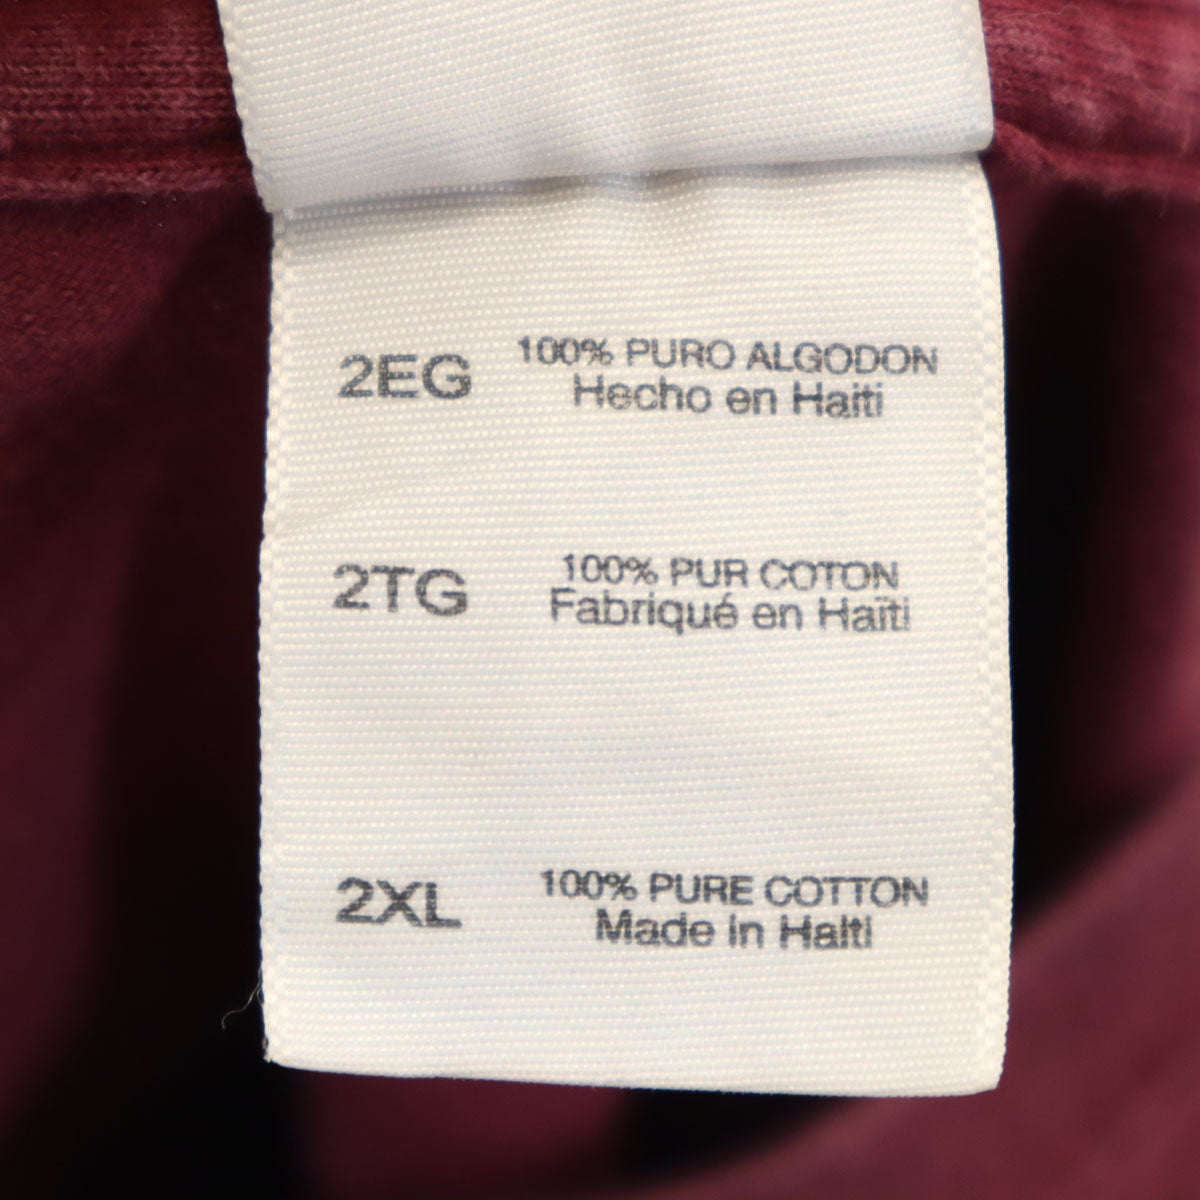 2EG 100% PURO ALGODON
Hecho en Haiti
2TG 100% PUR COTON
Fabriqué en Haïti
2XL 100% PURE COTTON
Made in Haiti